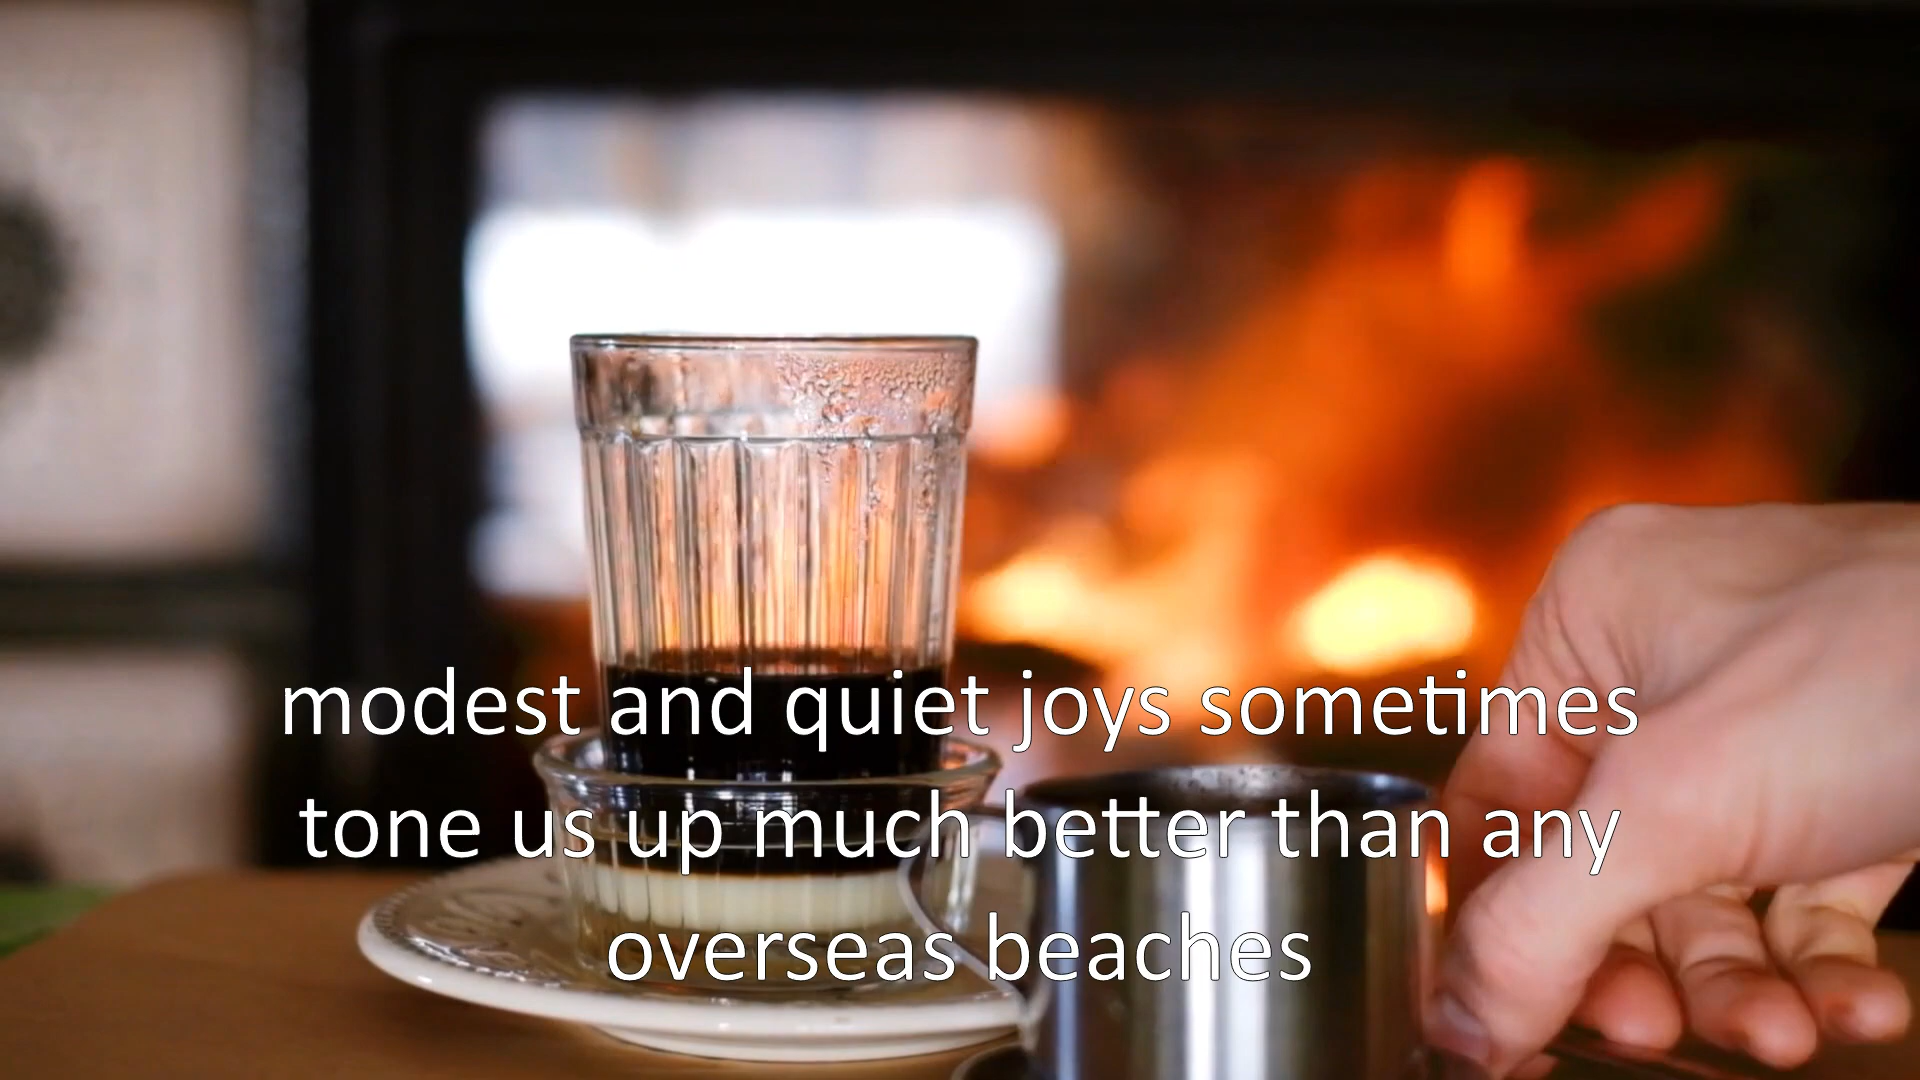 modest and quiet joys sometimes
tone us up much better than any
overseas beaches